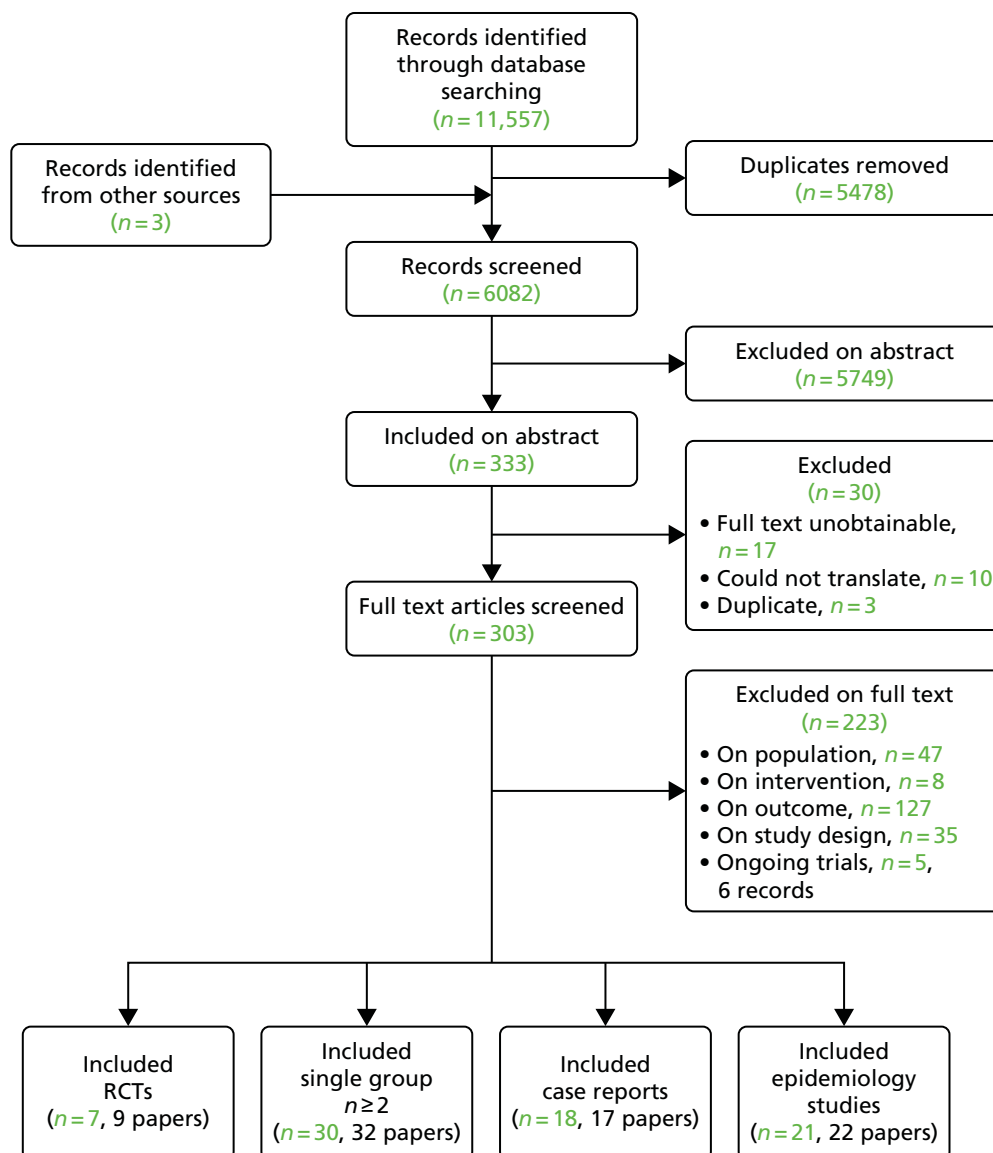 Records identified
through database
searching
(n = 11,557)
Records identified
from other sources
(n = 3)
Duplicates removed
(n = 5478)
Records screened
(n = 6082)
Excluded on abstract
(n = 5749)
Included on abstract
(n = 333)
Excluded
(n = 30)
• Full text unobtainable,
n = 17
• Could not translate, n = 10
• Duplicate, n = 3
Full text articles screened
(n = 303)
Excluded on full text
(n = 223)
• On population, n = 47
• On intervention, n = 8
• On outcome, n = 127
• On study design, n = 35
• Ongoing trials, n = 5,
6 records
Included
RCTs
(n = 7, 9 papers)
Included
single group
n ≥ 2
(n = 30, 32 papers)
Included
case reports
(n = 18, 17 papers)
Included
epidemiology
studies
(n = 21, 22 papers)